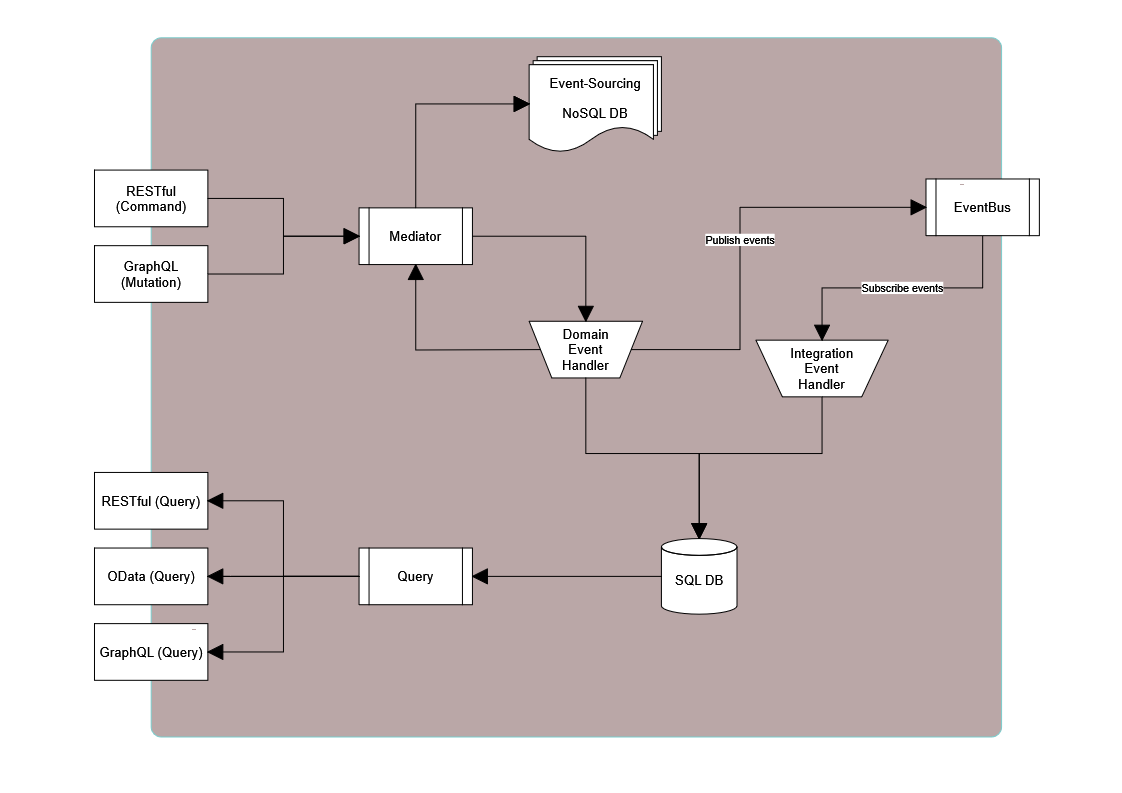 Event-Sourcing
NoSQL DB
RESTful
(Command)
EventBus
Mediator
Publish events
GraphQL
(Mutation)
Subscribe events
Domain
Event
Handler
Integration
Event
Handler
RESTful (Query)
OData (Query)
Query
SQL DB
GraphQL (Query)